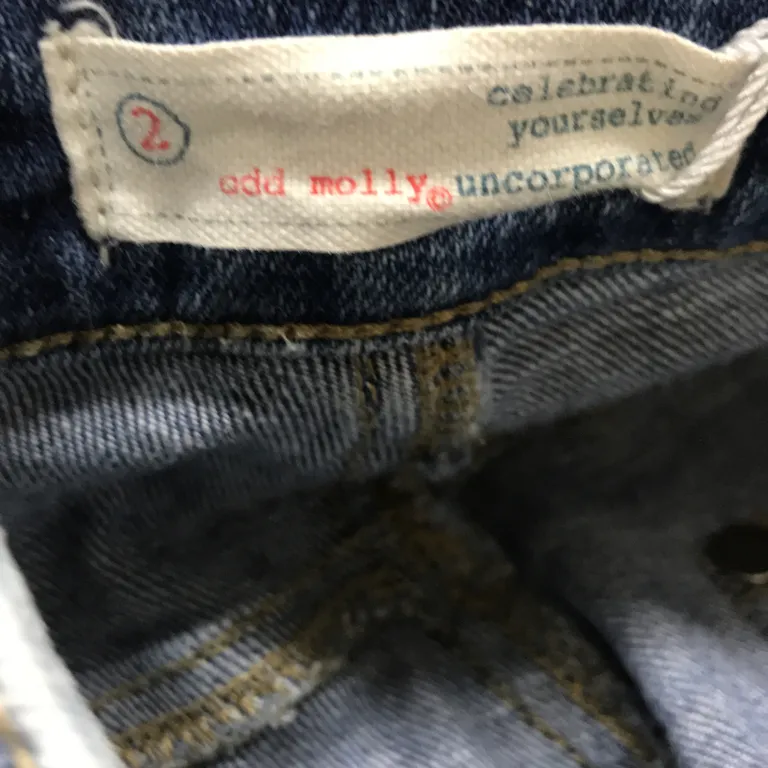 2
celebrating
yourselves
odd molly© uncorporated